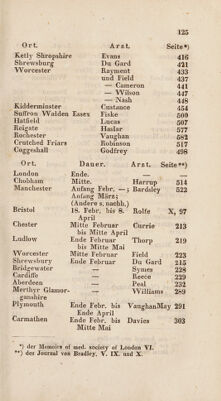 125
Ort. Arzt. Seite*)
Ketly Shropshire Evans 416
Shrewsburg Du Gard 421
Worcester Rayment 433
und Field 437
— Cameron 441
— Wilson 447
— Nash 448
Kidderminster Custance 454
Suffron Walden Essex Fiske 509
Hatfield Lucas 507
Reigate Haslar 577
Rochester Vaughan 582
Crutched Friars Robinson 517
Coggeshall Godfrey 498
Ort. Dauer. Arzt. Seite**)
London Ende.
Chobham Mitte. Harrup 514
Manchester Anfang Febr. —; Bardsley 522
Anfang März;
(Andere s. nachh.)
Bristol 18. Febr. bis 8. Rolfe X, 97
April
Chester Mitte Februar Currie 213
bis Mitte April
Ludlow Ende Februar Thorp 219
bis Mitte Mai
Worcester Mitte Februar Field 223
Shrewsbury Ende Februar Du Gard 215
Bridgewater — Symes 228
Cardiffe — Reece 229
Aberdeen — Peal 232
Merthyr Glamor- — Williams 289
ganshire
Plymouth Ende Febr. bis Vaughan May 291
Ende April
Carmathen Ende Febr. bis Davies 303
Mitte Mai
*) der Memoirs of med. society of London VI.
**) der Journal von Bradley. V. IX und X.